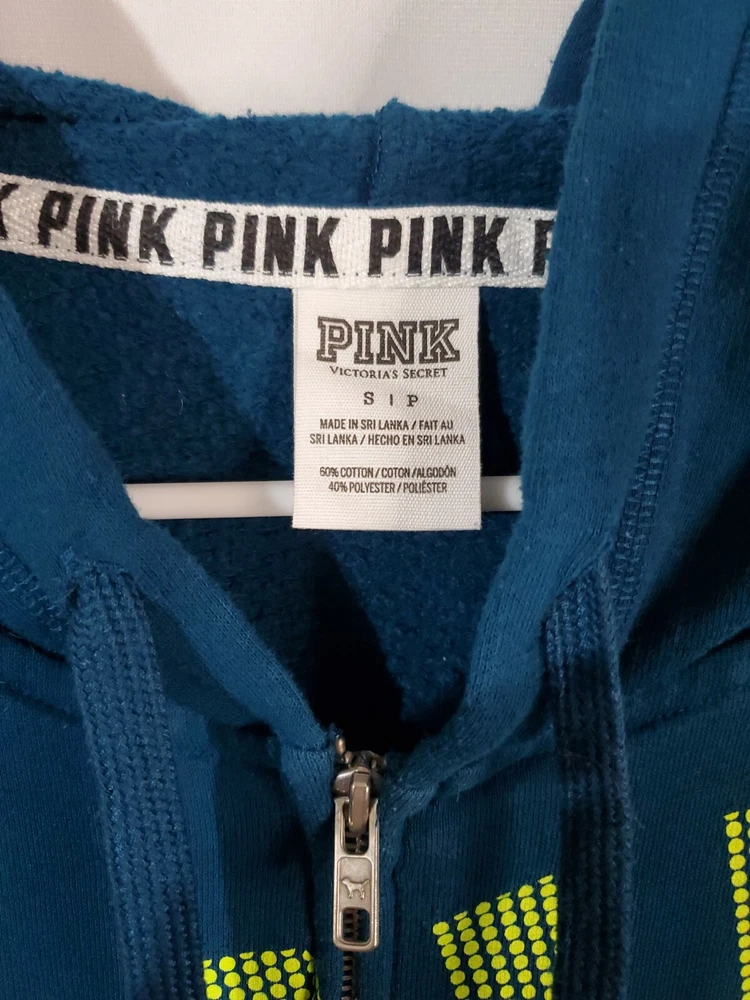 K PINK PINK PINK P
PINK
VICTORIA'S SECRET
S | P
MADE IN SRI LANKA / FAIT AU
SRI LANKA / HECHO EN SRI LANKA
60% COTTON / COTON / ALGODÓN
40% POLYESTER / POLIÉSTER